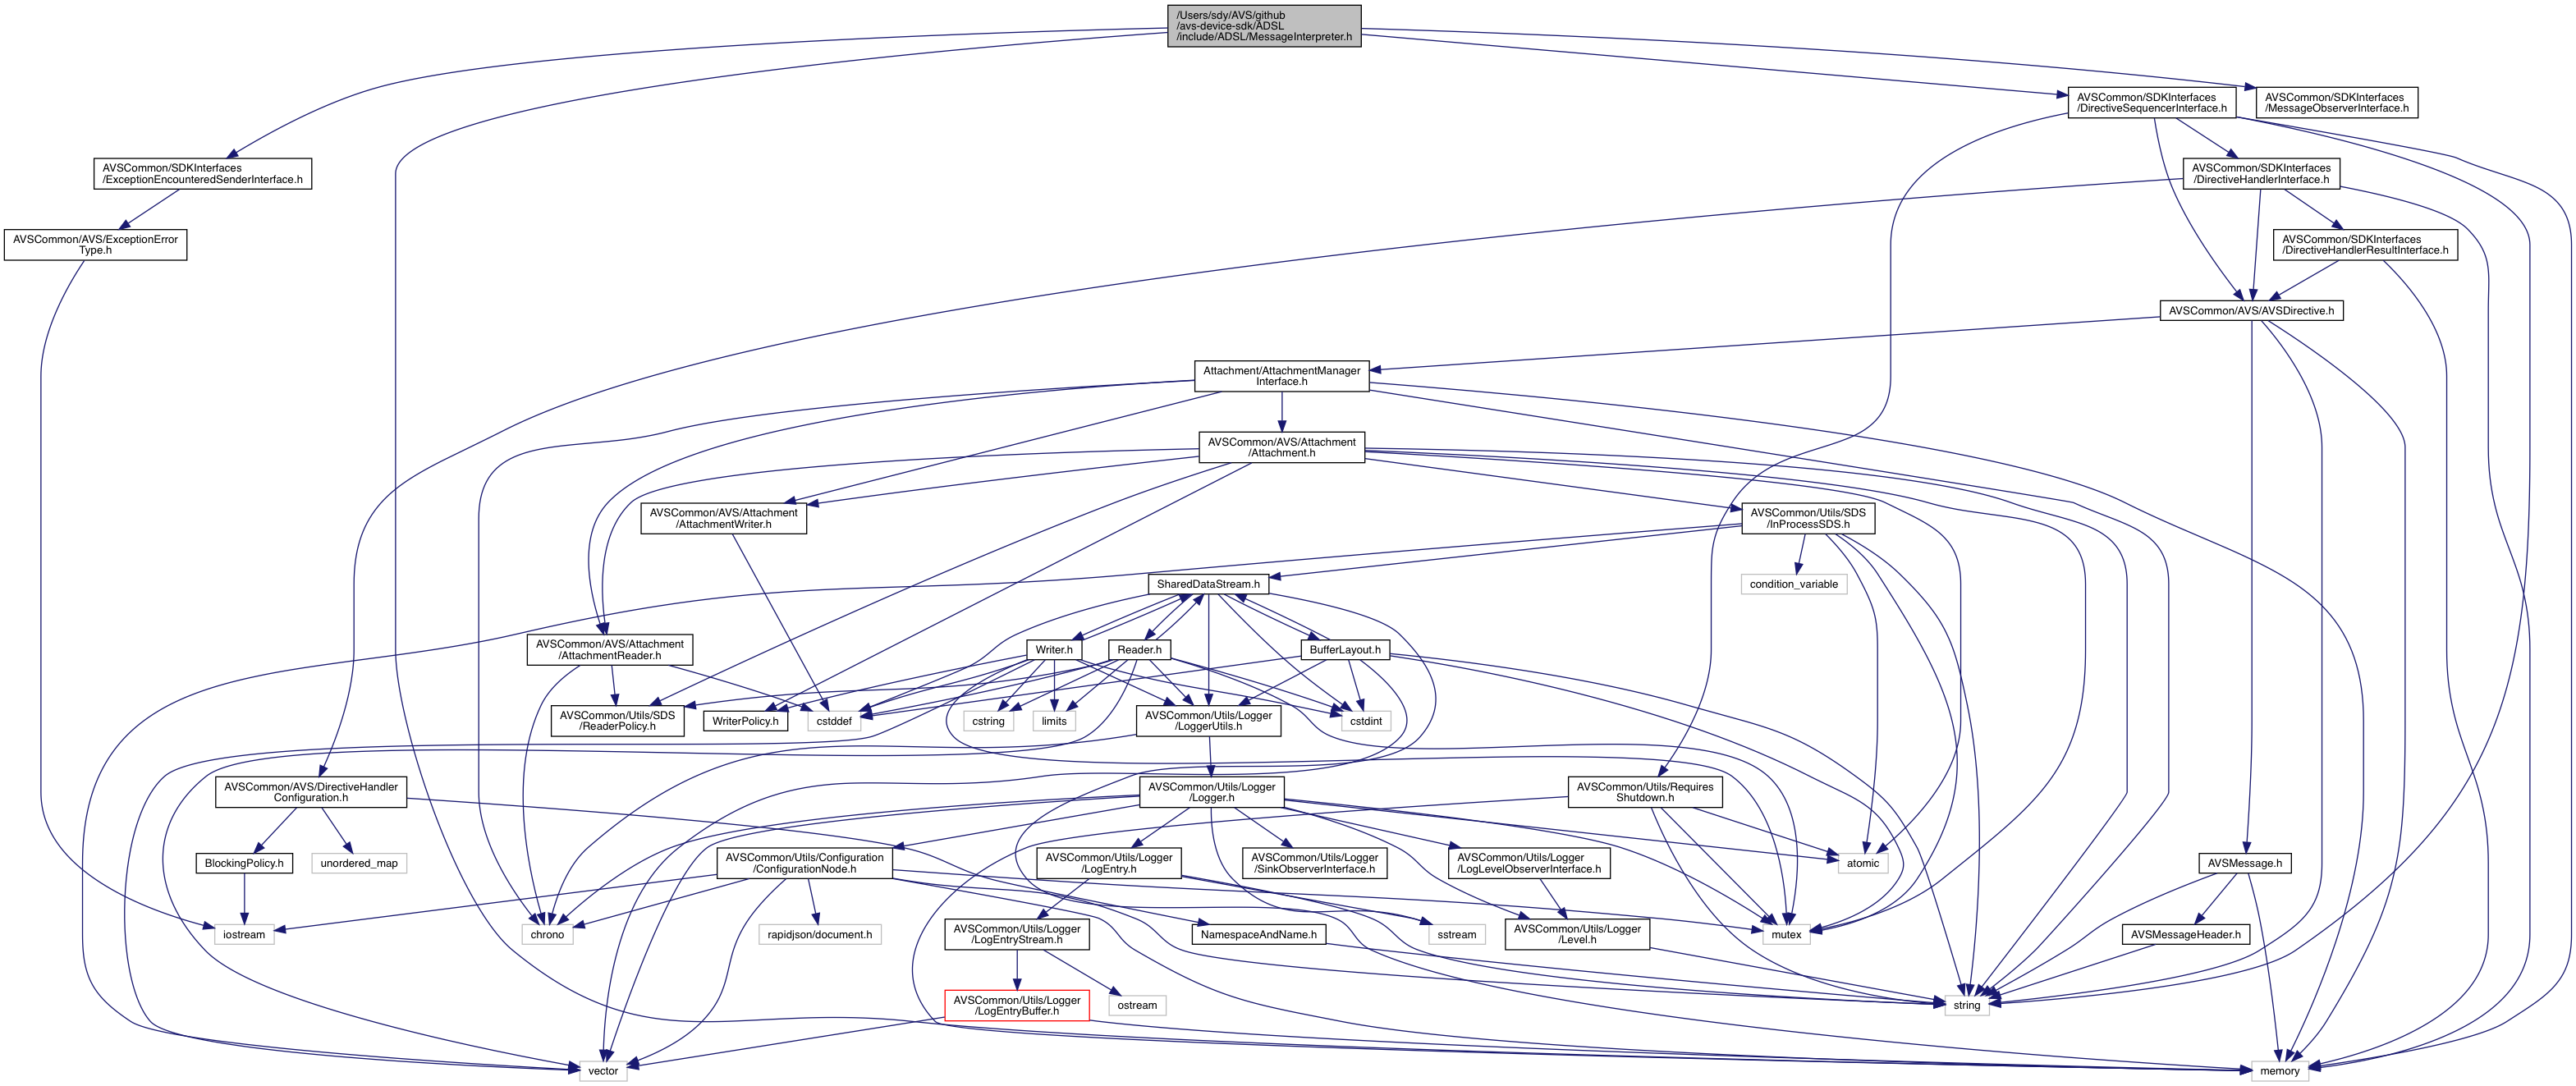 /Users/sdy/AVS/github
/avs-device-sdk/ADSL
/include/ADSL/MessageInterpreter.h
AVSCommon/SDKInterfaces
/DirectiveSequencerInterface.h
AVSCommon/SDKInterfaces
/MessageObserverInterface.h
AVSCommon/SDKInterfaces
/ExceptionEncounteredSenderInterface.h
AVSCommon/SDKInterfaces
/DirectiveHandlerInterface.h
AVSCommon/AVS/ExceptionError
Type.h
AVSCommon/SDKInterfaces
/DirectiveHandlerResultInterface.h
AVSCommon/AVS/AVSDirective.h
Attachment/AttachmentManager
Interface.h
AVSCommon/AVS/Attachment
/Attachment.h
AVSCommon/AVS/Attachment
/AttachmentWriter.h
AVSCommon/Utils/SDS
/InProcessSDS.h
SharedDataStream.h
condition_variable
AVSCommon/AVS/Attachment
/AttachmentReader.h
Writer.h
Reader.h
BufferLayout.h
AVSCommon/Utils/SDS
/ReaderPolicy.h
WriterPolicy.h
cstddef
cstring
limits
AVSCommon/Utils/Logger
/LoggerUtils.h
cstdint
AVSCommon/AVS/DirectiveHandler
Configuration.h
AVSCommon/Utils/Logger
/Logger.h
AVSCommon/Utils/Requires
Shutdown.h
BlockingPolicy.h
unordered_map
AVSCommon/Utils/Configuration
/ConfigurationNode.h
AVSCommon/Utils/Logger
/LogEntry.h
AVSCommon/Utils/Logger
/SinkObserverInterface.h
AVSCommon/Utils/Logger
/LogLevelObserverInterface.h
atomic
AVSMessage.h
iostream
chrono
rapidjson/document.h
AVSCommon/Utils/Logger
/LogEntryStream.h
NamespaceAndName.h
sstream
AVSCommon/Utils/Logger
/Level.h
mutex
AVSMessageHeader.h
AVSCommon/Utils/Logger
/LogEntryBuffer.h
ostream
string
vector
memory